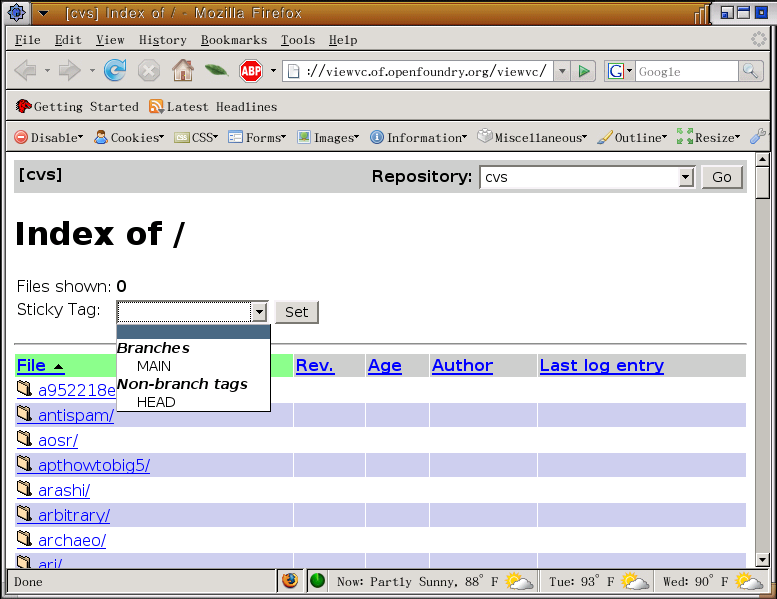 [cvs] Index of / - Mozilla Firefox
File Edit View History Bookmarks Tools Help
ABP ://viewvc.of.openfoundry.org/viewvc/ G Google
Getting Started Latest Headlines
Disable Cookies CSS Forms Images Information Miscellaneous Outline Resize
[cvs] Repository: cvs Go
Index of /
Files shown: 0
Sticky Tag: Set
Branches
MAIN
Non-branch tags
HEAD
File Rev. Age Author Last log entry
a952218e
antispam/
aosr/
apthowtobig5/
arashi/
arbitrary/
archaeo/
ari/
Done Now: Partly Sunny, 88° F Tue: 93° F Wed: 90° F